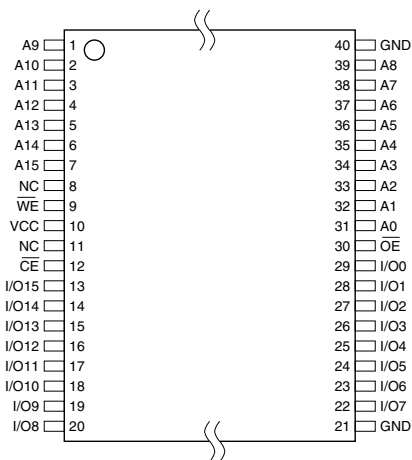 A9 1 40 GND
A10 2 39 A8
A11 3 38 A7
A12 4 37 A6
A13 5 36 A5
A14 6 35 A4
A15 7 34 A3
NC 8 33 A2
W̅E̅ 9 32 A1
VCC 10 31 A0
NC 11 30 O̅E̅
C̅E̅ 12 29 I/O0
I/O15 13 28 I/O1
I/O14 14 27 I/O2
I/O13 15 26 I/O3
I/O12 16 25 I/O4
I/O11 17 24 I/O5
I/O10 18 23 I/O6
I/O9 19 22 I/O7
I/O8 20 21 GND